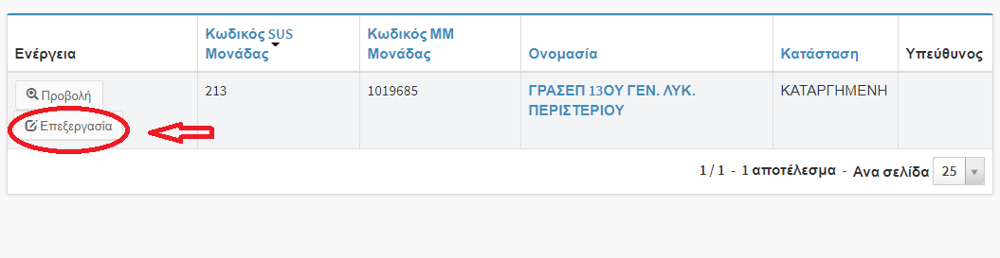 Ενέργεια
Κωδικός SUS
Μονάδας
Κωδικός MM
Μονάδας
Ονομασία
Κατάσταση
Υπεύθυνος
Προβολή
Επεξεργασία
213
1019685
ΓΡΑΣΕΠ 13ΟΥ ΓΕΝ. ΛΥΚ.
ΠΕΡΙΣΤΕΡΙΟΥ
ΚΑΤΑΡΓΗΜΕΝΗ
1 / 1 - 1 αποτέλεσμα - Ανα σελίδα 25